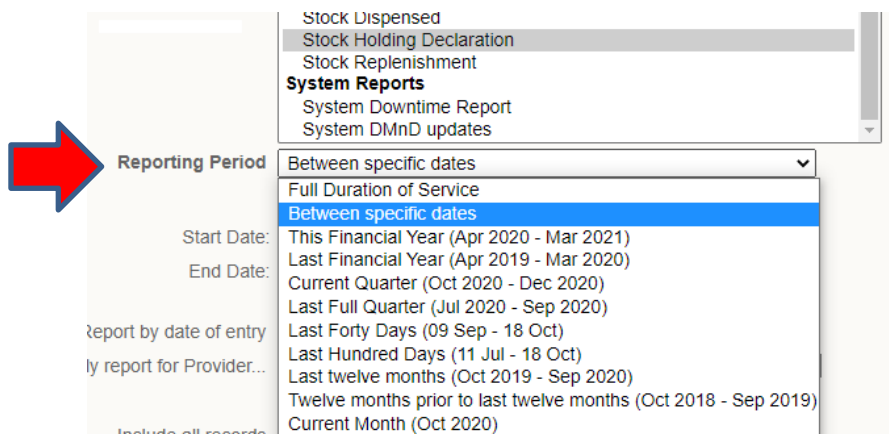 Stock Dispensed
Stock Holding Declaration
Stock Replenishment
System Reports
System Downtime Report
System DMnD updates
Reporting Period Between specific dates
Full Duration of Service
Between specific dates
Start Date: This Financial Year (Apr 2020 - Mar 2021)
Last Financial Year (Apr 2019 - Mar 2020)
End Date:
Current Quarter (Oct 2020 - Dec 2020)
Last Full Quarter (Jul 2020 - Sep 2020)
Report by date of entry Last Forty Days (09 Sep - 18 Oct)
Last Hundred Days (11 Jul - 18 Oct)
ly report for Provider...
Last twelve months (Oct 2019 - Sep 2020)
Twelve months prior to last twelve months (Oct 2018 - Sep 2019)
Include all records Current Month (Oct 2020)